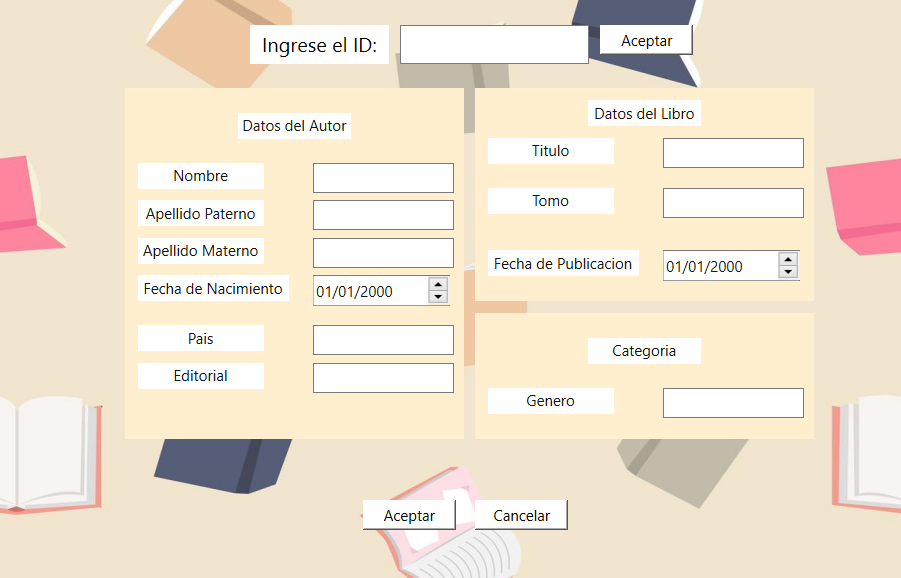 Ingrese el ID:
Aceptar
Datos del Autor
Nombre
Apellido Paterno
Apellido Materno
Fecha de Nacimiento 01/01/2000
Pais
Editorial
Datos del Libro
Titulo
Tomo
Fecha de Publicacion 01/01/2000
Categoria
Genero
Aceptar
Cancelar